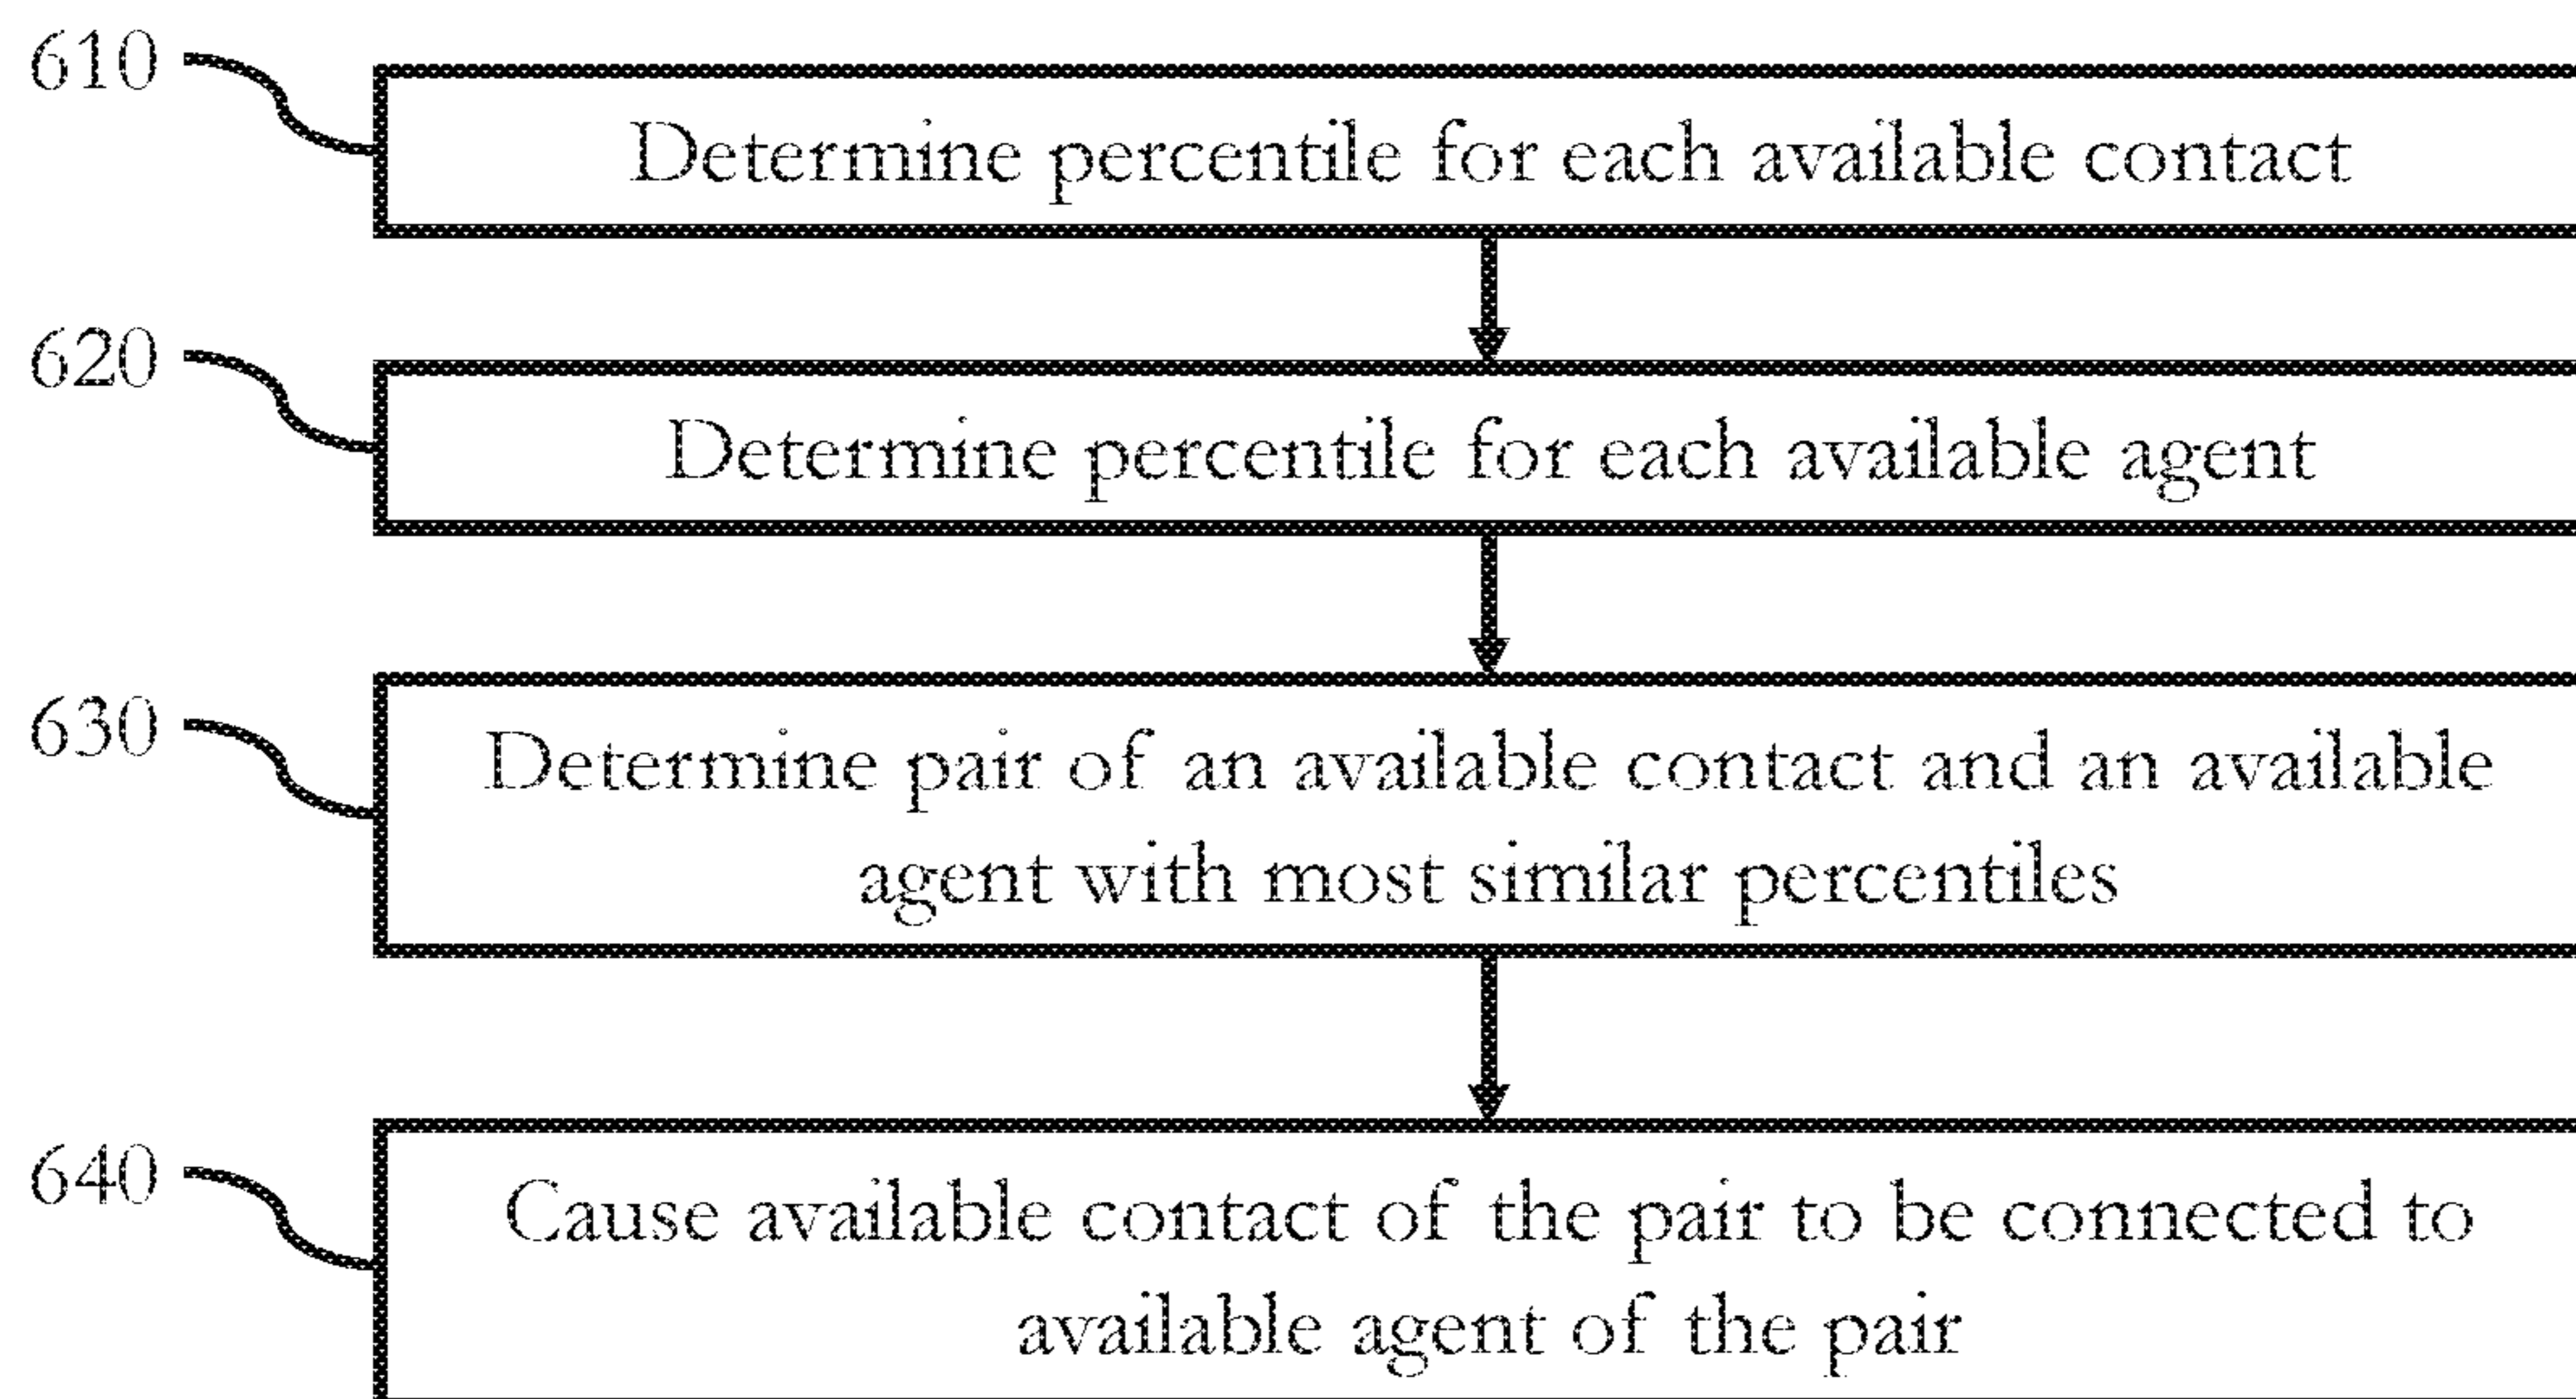 610
Determine percentile for each available contact
620
Determine percentile for each available agent
630
Determine pair of an available contact and an available
agent with most similar percentiles
640
Cause available contact of the pair to be connected to
available agent of the pair